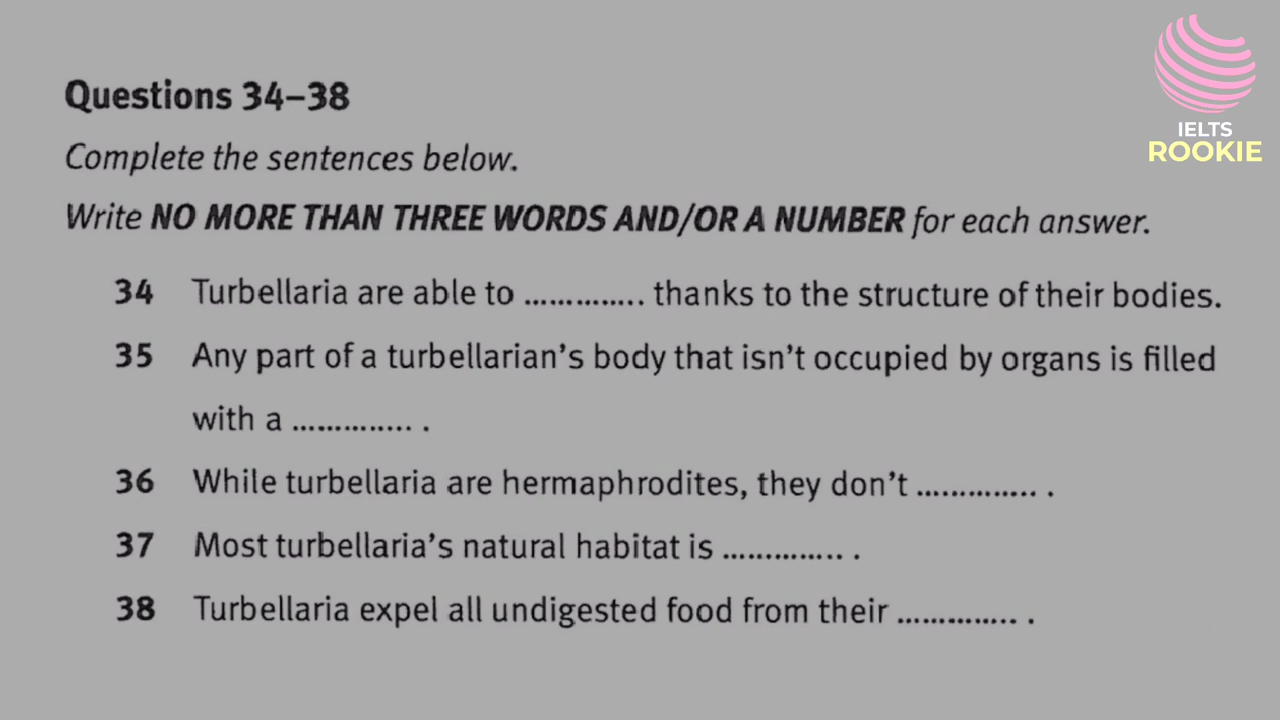 IELTS
ROOKIE
Questions 34–38
Complete the sentences below.
Write NO MORE THAN THREE WORDS AND/OR A NUMBER for each answer.
34 Turbellaria are able to .............. thanks to the structure of their bodies.
35 Any part of a turbellarian's body that isn't occupied by organs is filled
with a .............. .
36 While turbellaria are hermaphrodites, they don't .............. .
37 Most turbellaria's natural habitat is .............. .
38 Turbellaria expel all undigested food from their .............. .